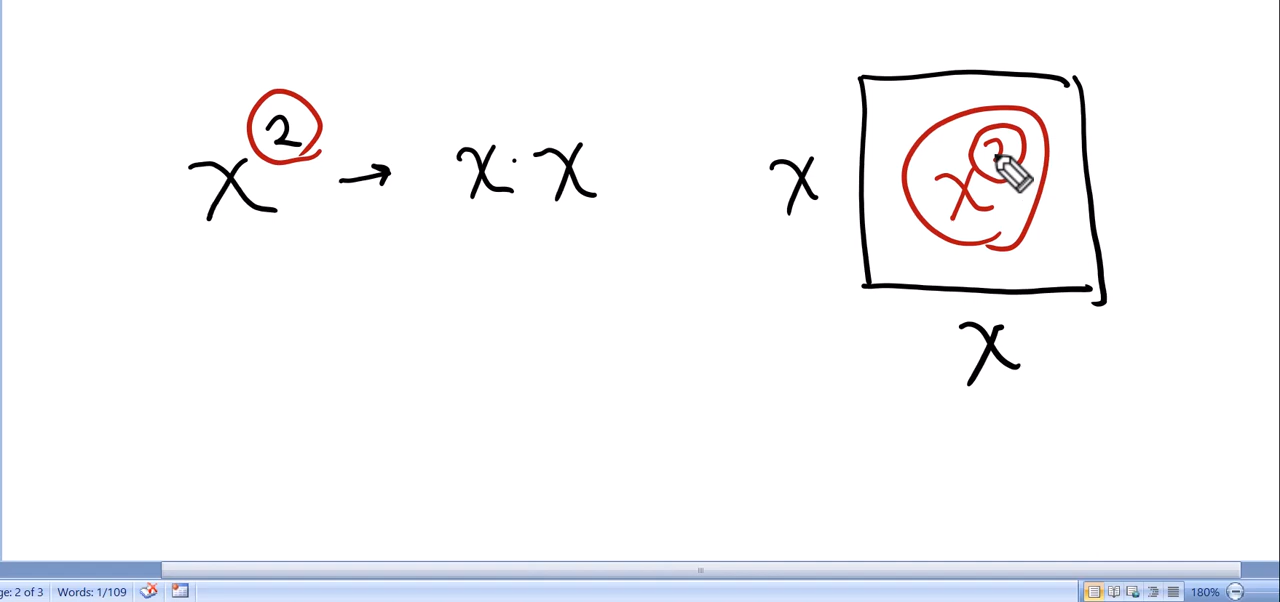 x² → x · x
x
x²
x
ge: 2 of 3 Words: 1/109 180%